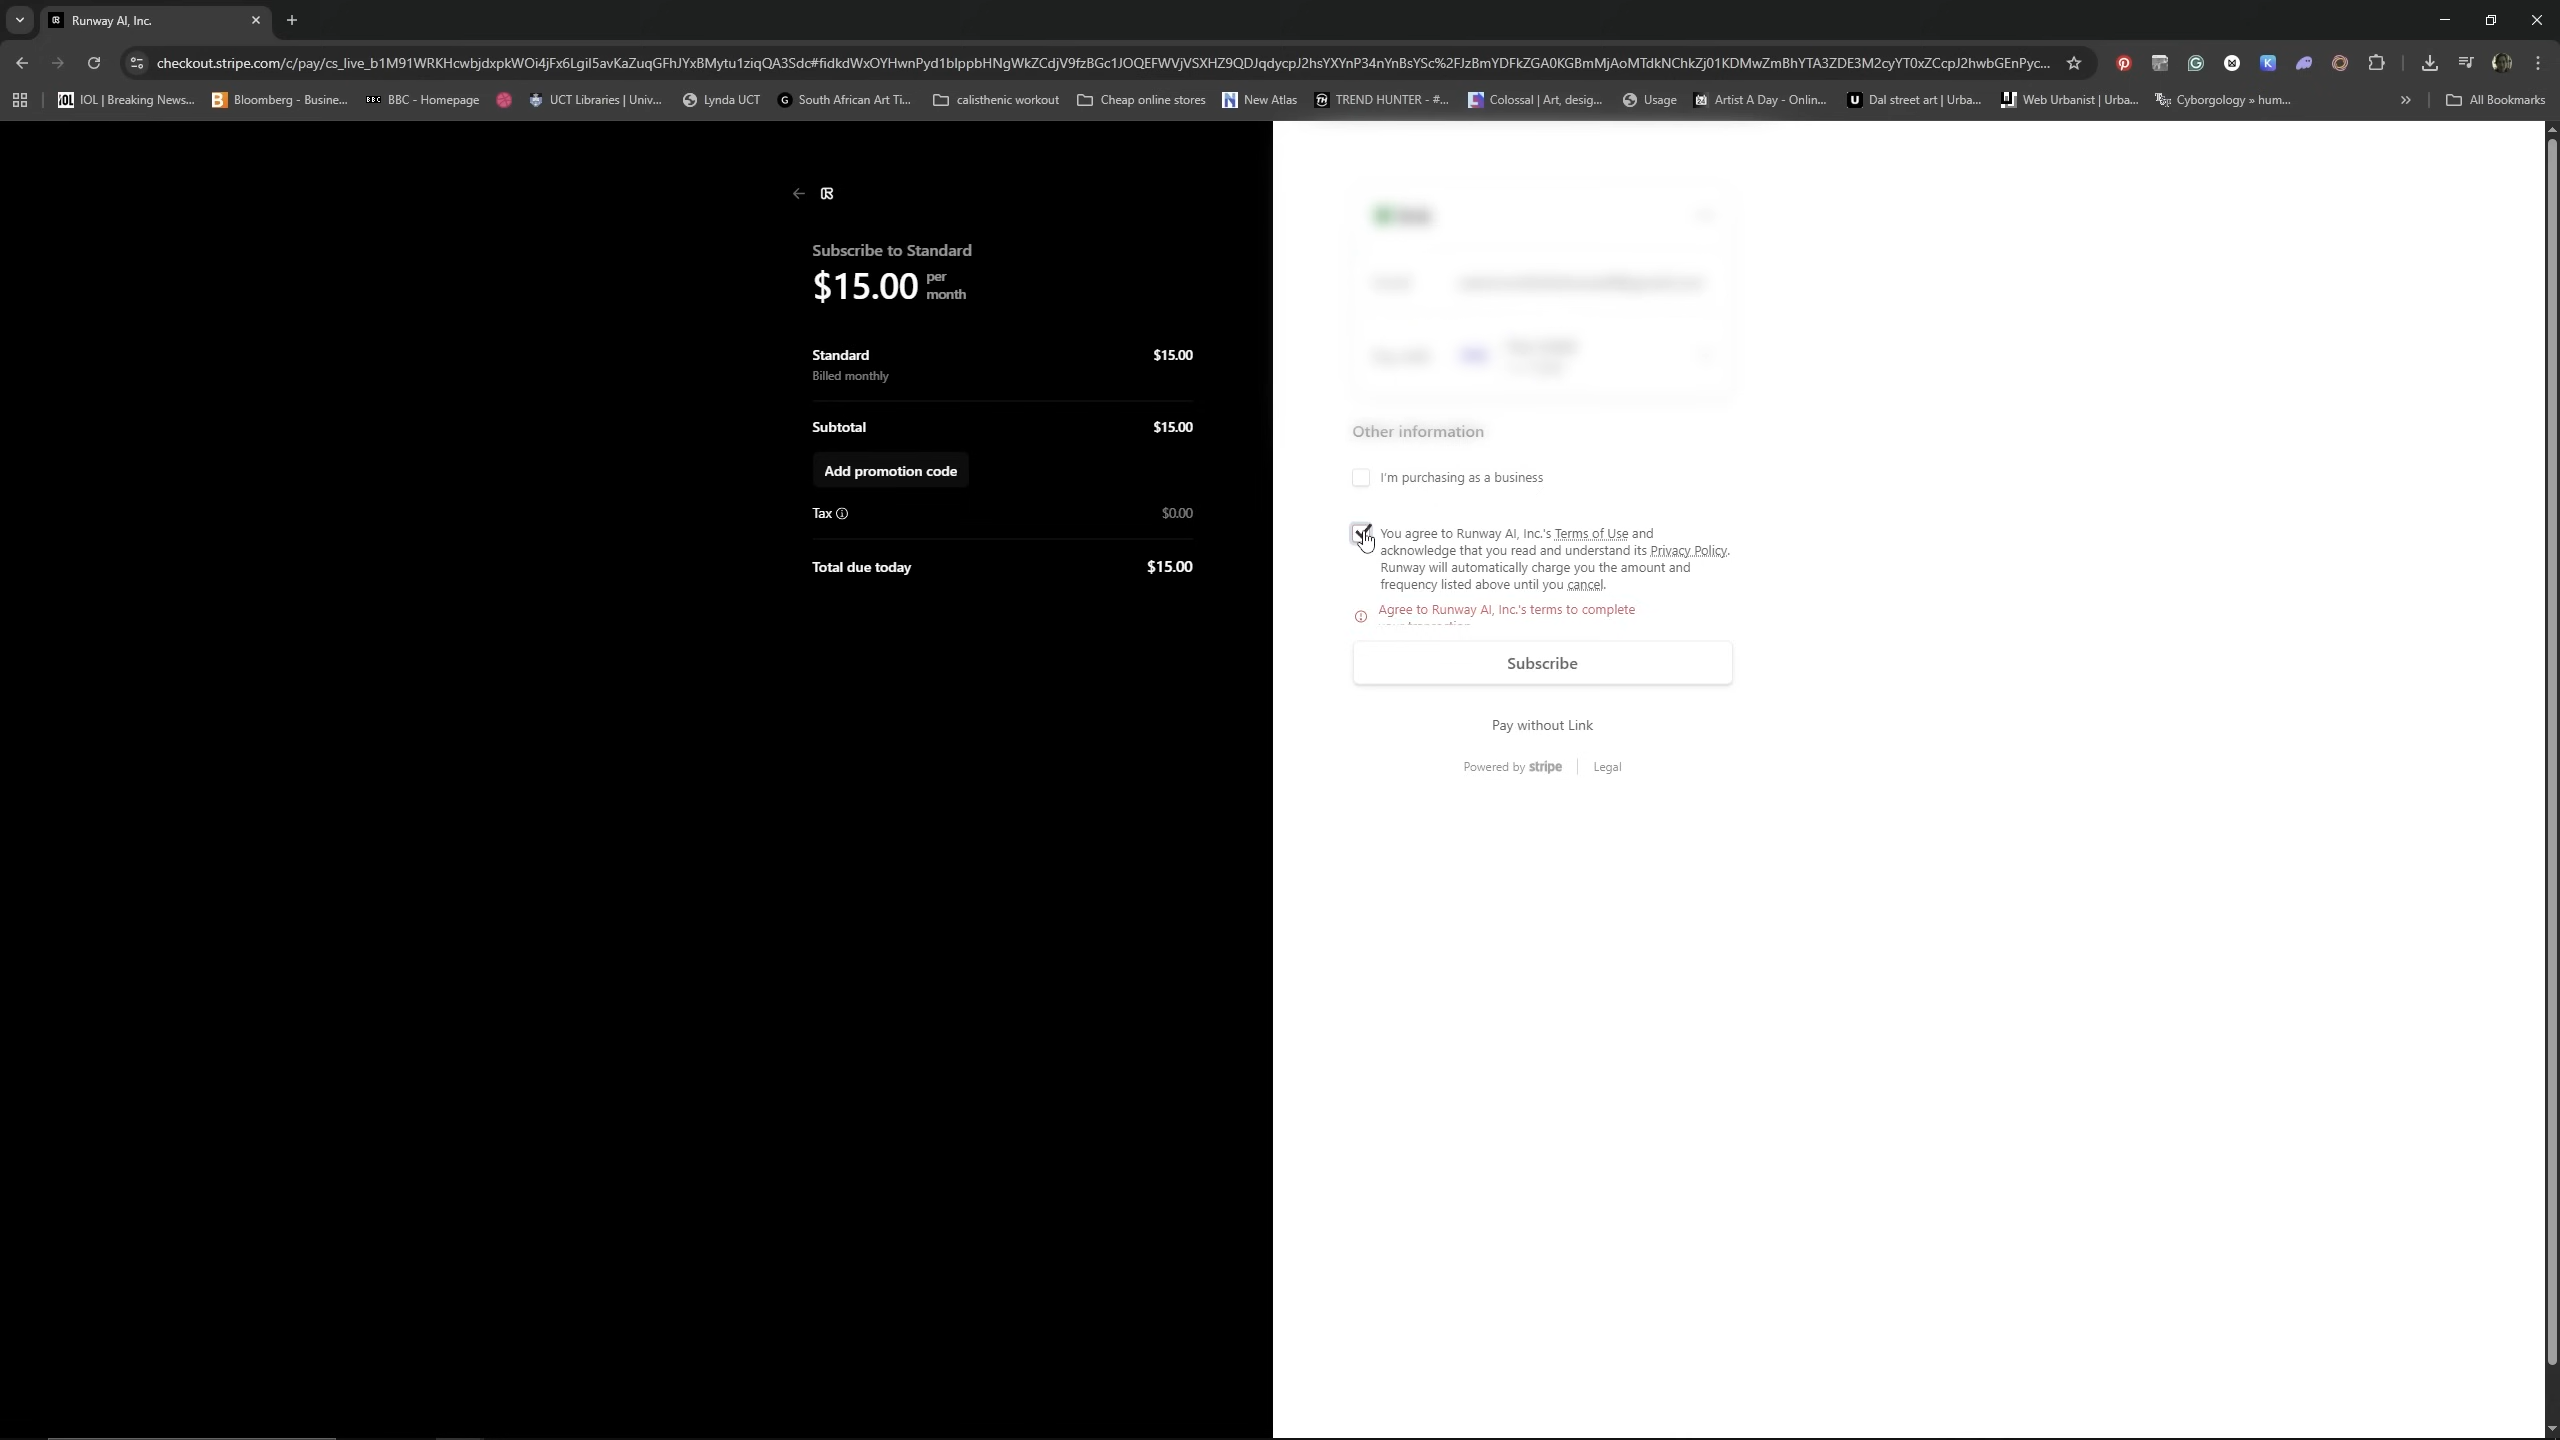 Runway AI, Inc.
checkout.stripe.com/c/pay/
IOL | Breaking News...
Bloomberg - Busine...
BBC - Homepage
UCT Libraries | Univ...
Lynda UCT
South African Art Ti...
calisthenic workout
Cheap online stores
New Atlas
TREND HUNTER - #...
Colossal | Art, desig...
Usage
Artist A Day - Onlin...
Dal street art | Urba...
Web Urbanist | Urba...
Cyborgology » hum...
All Bookmarks
Subscribe to Standard
$15.00 per
month
Standard $15.00
Billed monthly
Subtotal $15.00
Add promotion code
Tax $0.00
Total due today $15.00
Other information
I'm purchasing as a business
You agree to Runway AI, Inc.'s Terms of Use and
acknowledge that you read and understand its Privacy Policy.
Runway will automatically charge you the amount and
frequency listed above until you cancel.
Agree to Runway AI, Inc.'s terms to complete
Subscribe
Pay without Link
Powered by stripe
Legal